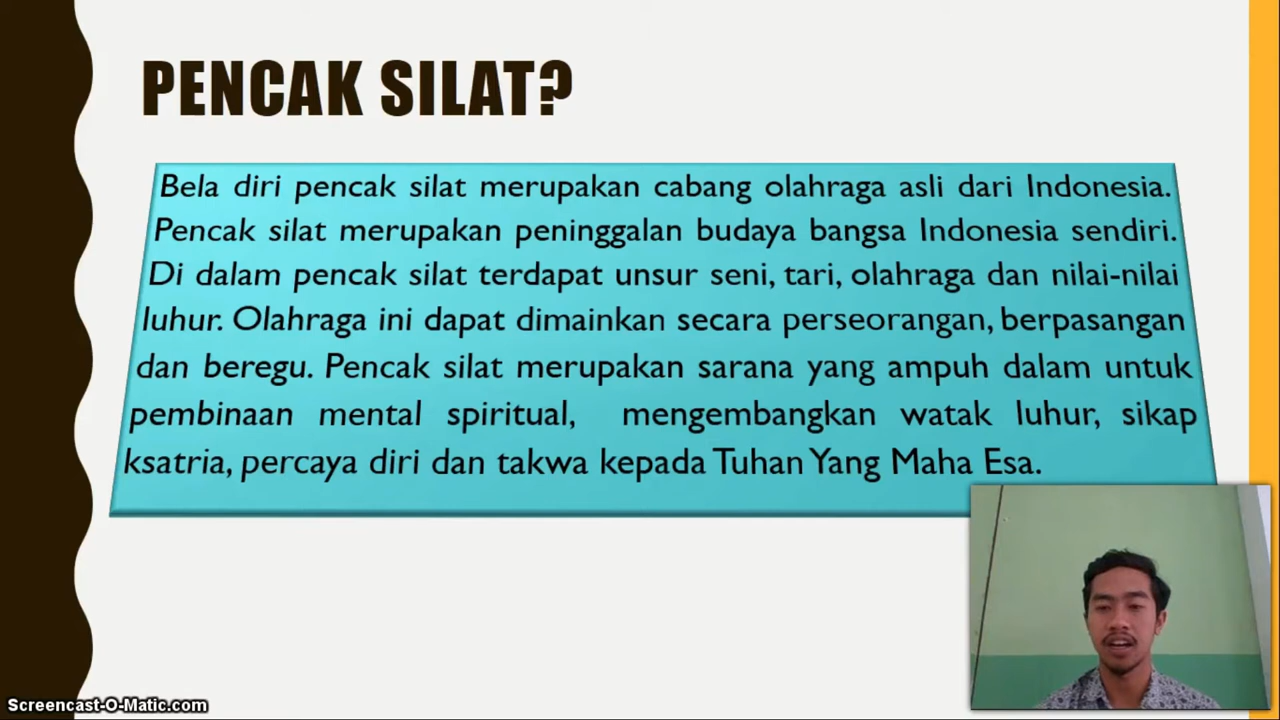 PENCAK SILAT?
Bela diri pencak silat merupakan cabang olahraga asli dari Indonesia.
Pencak silat merupakan peninggalan budaya bangsa Indonesia sendiri.
Di dalam pencak silat terdapat unsur seni, tari, olahraga dan nilai-nilai
luhur. Olahraga ini dapat dimainkan secara perseorangan, berpasangan
dan beregu. Pencak silat merupakan sarana yang ampuh dalam untuk
pembinaan mental spiritual, mengembangkan watak luhur, sikap
ksatria, percaya diri dan takwa kepada Tuhan Yang Maha Esa.
Screencast-O-Matic.com